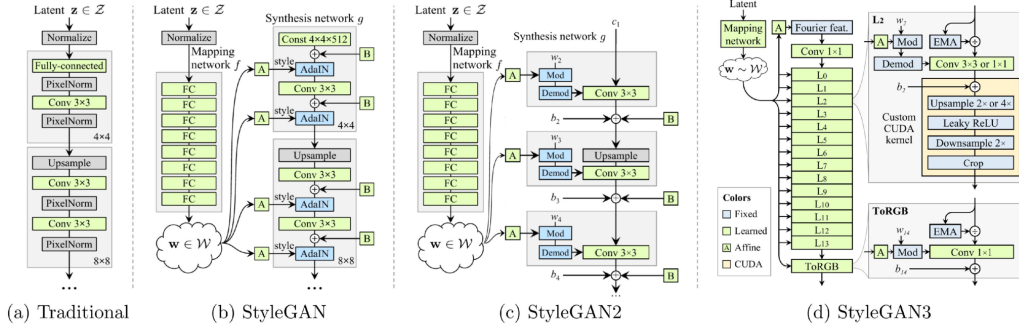 Latent z ∈ Z
Normalize
Fully-connected
PixelNorm
Conv 3×3
PixelNorm
4×4
Upsample
Conv 3×3
PixelNorm
Conv 3×3
PixelNorm
8×8
...
(a) Traditional
Latent z ∈ Z
Normalize
Mapping
network f
FC
FC
FC
FC
FC
FC
FC
FC
w ∈ W
Synthesis network g
Const 4×4×512
B
A
style
AdaIN
Conv 3×3
B
A
style
AdaIN
4×4
Upsample
Conv 3×3
B
A
style
AdaIN
Conv 3×3
B
A
style
AdaIN
8×8
...
(b) StyleGAN
Latent z ∈ Z
Normalize
Mapping
network f
FC
FC
FC
FC
FC
FC
FC
FC
w ∈ W
Synthesis network g
c1
w2
A
Mod
Demod
Conv 3×3
b2
B
w3
A
Mod
Upsample
Demod
Conv 3×3
b3
B
w4
A
Mod
Demod
Conv 3×3
b4
B
...
(c) StyleGAN2
Latent
Mapping
network
w ~ W
A
Fourier feat.
Conv 1×1
L0
L1
L2
L3
L4
L5
L6
L7
L8
L9
L10
L11
L12
L13
ToRGB
Colors
Fixed
Learned
A Affine
CUDA
L2
w2
A
Mod
EMA
Demod
Conv 3×3 or 1×1
b2
Custom
CUDA
kernel
Upsample 2× or 4×
Leaky ReLU
Downsample 2×
Crop
ToRGB
w14
EMA
A
Mod
Conv 1×1
b14
(d) StyleGAN3